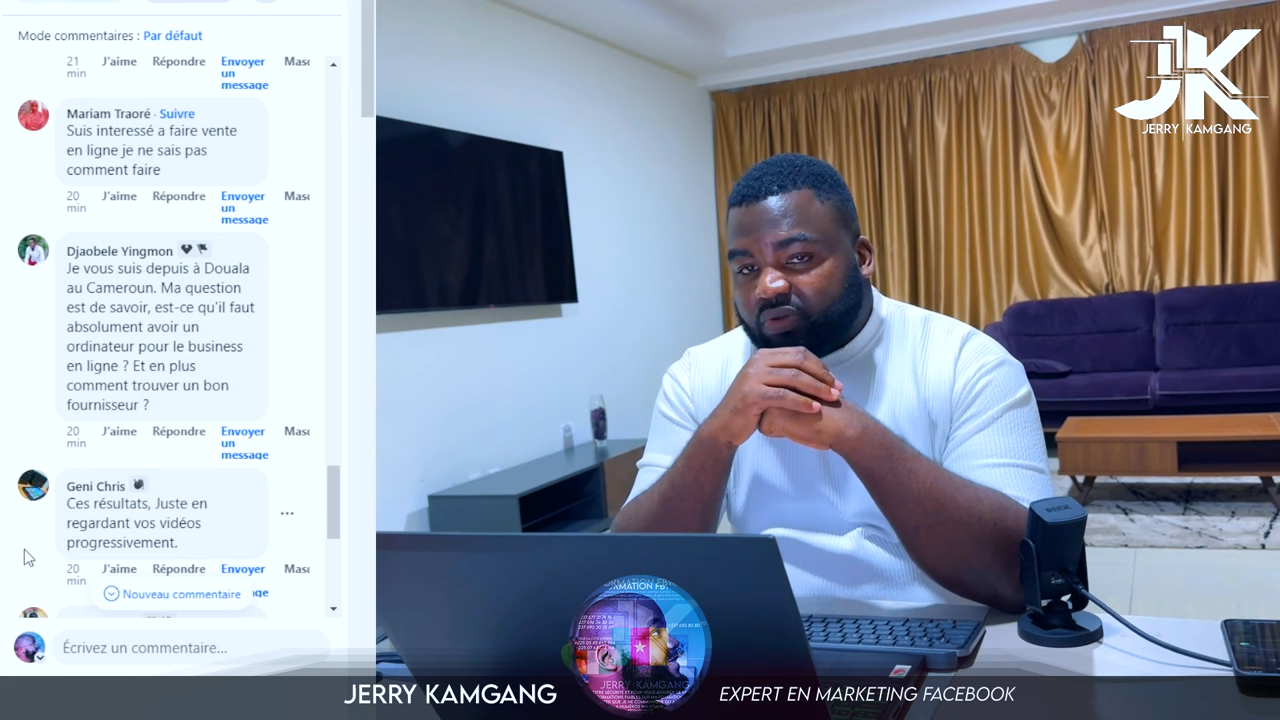 Mode commentaires : Par défaut
21 min J'aime Répondre Envoyer un message
Mariam Traoré · Suivre
Suis interessé a faire vente
en ligne je ne sais pas
comment faire
20 min J'aime Répondre Envoyer un message
Djaobele Yingmon
Je vous suis depuis à Douala
au Cameroun. Ma question
est de savoir, est-ce qu'il faut
absolument avoir un
ordinateur pour le business
en ligne ? Et en plus
comment trouver un bon
fournisseur ?
20 min J'aime Répondre Envoyer un message
Geni Chris
Ces résultats, Juste en
regardant vos vidéos
progressivement.
20 min J'aime Répondre Envoyer
Nouveau commentaire
Écrivez un commentaire...
JK
JERRY KAMGANG
RØDE
JERRY KAMGANG
JERRY KAMGANG
EXPERT EN MARKETING FACEBOOK